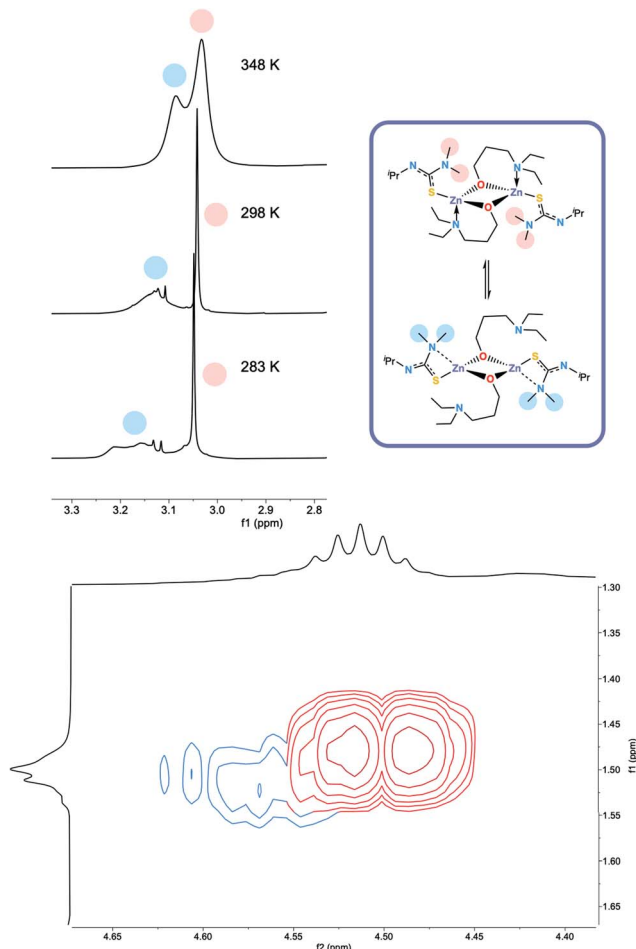 348 K
298 K
283 K
3.3 3.2 3.1 3.0 2.9 2.8
f1 (ppm)
iPr N N S O N Zn Zn S O N N N iPr
N O N Zn Zn S iPr N S O N N iPr N
1.30
1.35
1.40
1.45
1.50
1.55
1.60
1.65
f1 (ppm)
4.65 4.60 4.55 4.50 4.45 4.40
f2 (ppm)